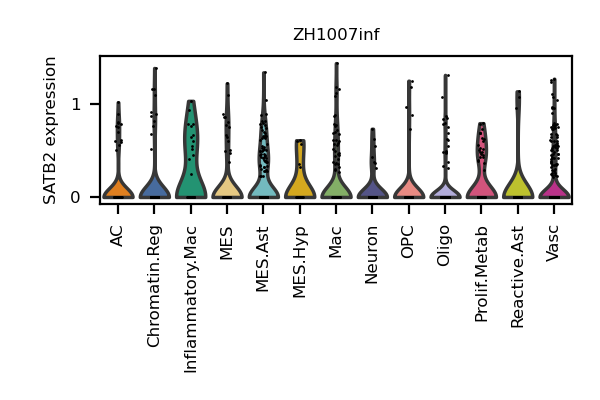 ZH1007inf
SATB2 expression
1
0
AC
Chromatin.Reg
Inflammatory.Mac
MES
MES.Ast
MES.Hyp
Mac
Neuron
OPC
Oligo
Prolif.Metab
Reactive.Ast
Vasc